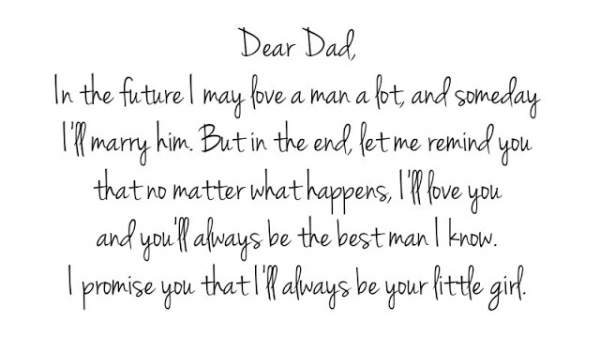 Dear Dad,
In the future I may love a man a lot, and someday
I'll marry him. But in the end, let me remind you
that no matter what happens, I'll love you
and you'll always be the best man I know.
I promise you that I'll always be your little girl.